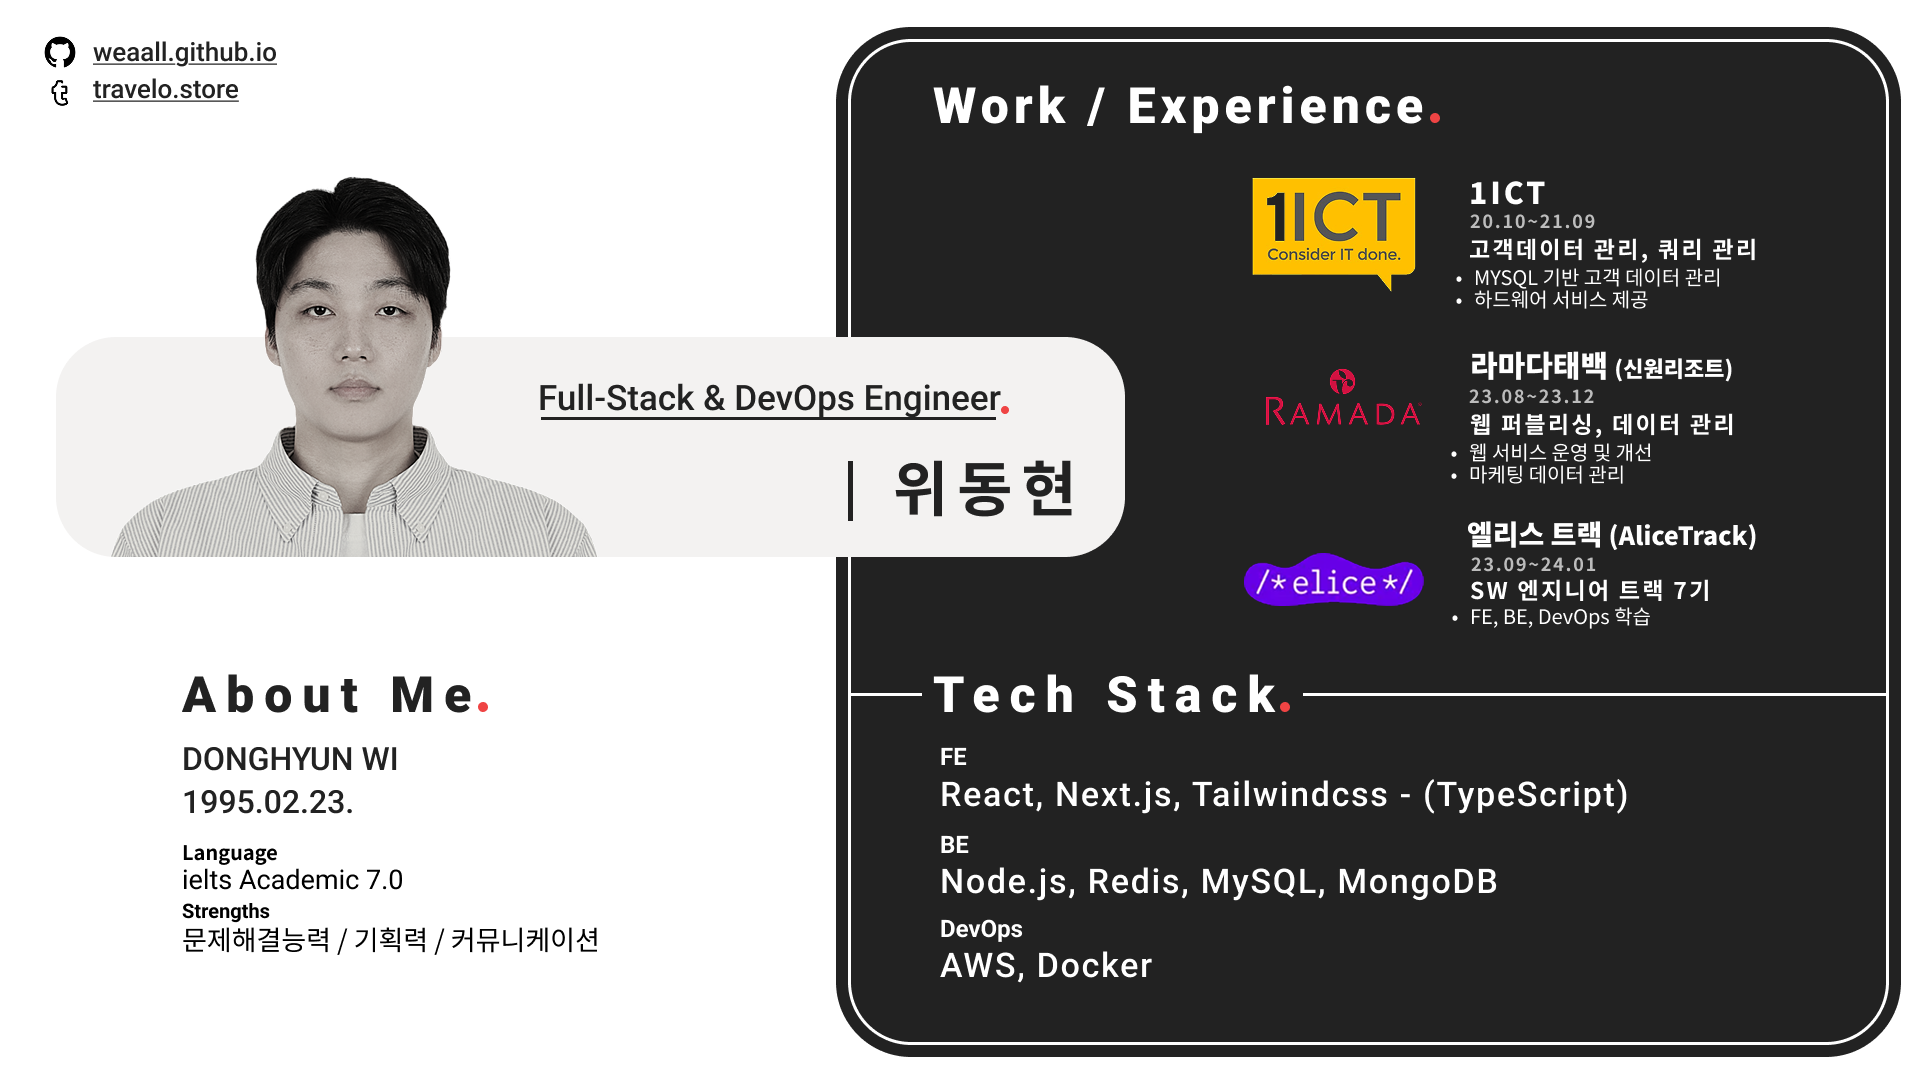 weaall.github.io
travelo.store
Full-Stack & DevOps Engineer.
위동현
About Me.
DONGHYUN WI
1995.02.23.
Language
ielts Academic 7.0
Strengths
문제해결능력 / 기획력 / 커뮤니케이션
Work / Experience.
1ICT
Consider IT done.
1ICT
20.10~21.09
고객데이터 관리, 쿼리 관리
• MYSQL 기반 고객 데이터 관리
• 하드웨어 서비스 제공
RAMADA
라마다태백 (신원리조트)
23.08~23.12
웹 퍼블리싱, 데이터 관리
• 웹 서비스 운영 및 개선
• 마케팅 데이터 관리
/*elice*/
엘리스 트랙 (AliceTrack)
23.09~24.01
SW 엔지니어 트랙 7기
• FE, BE, DevOps 학습
Tech Stack.
FE
React, Next.js, Tailwindcss - (TypeScript)
BE
Node.js, Redis, MySQL, MongoDB
DevOps
AWS, Docker